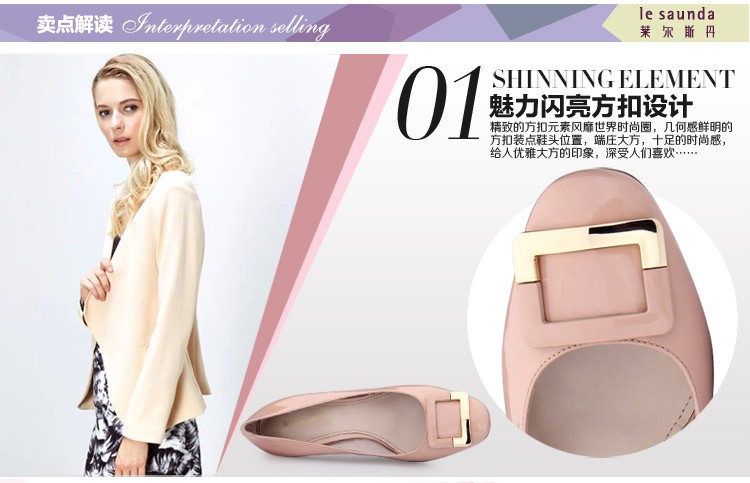 卖点解读 Interpretation selling
le saunda
莱尔斯丹
01
SHINNING ELEMENT
魅力闪亮方扣设计
精致的方扣元素风靡世界时尚圈，几何感鲜明的
方扣装点鞋头位置，端庄大方，十足的时尚感，
给人优雅大方的印象，深受人们喜欢……